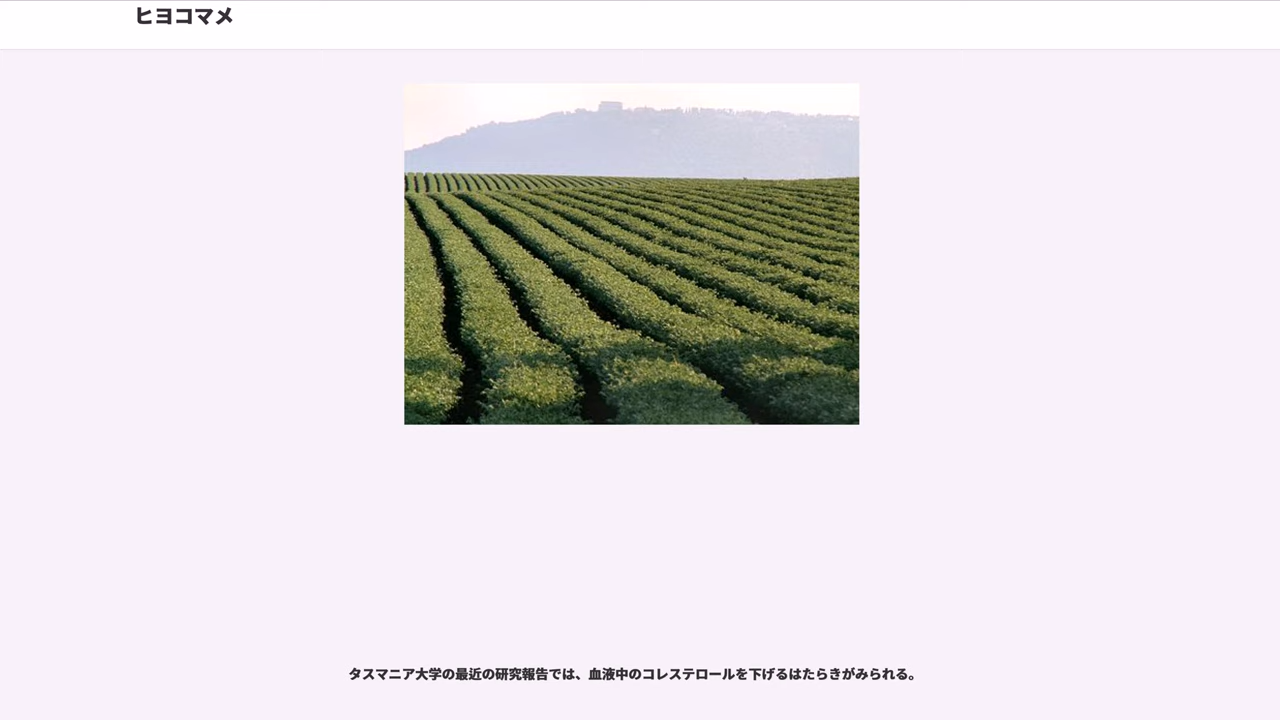 ヒヨコマメ
タスマニア大学の最近の研究報告では、血液中のコレステロールを下げるはたらきがみられる。